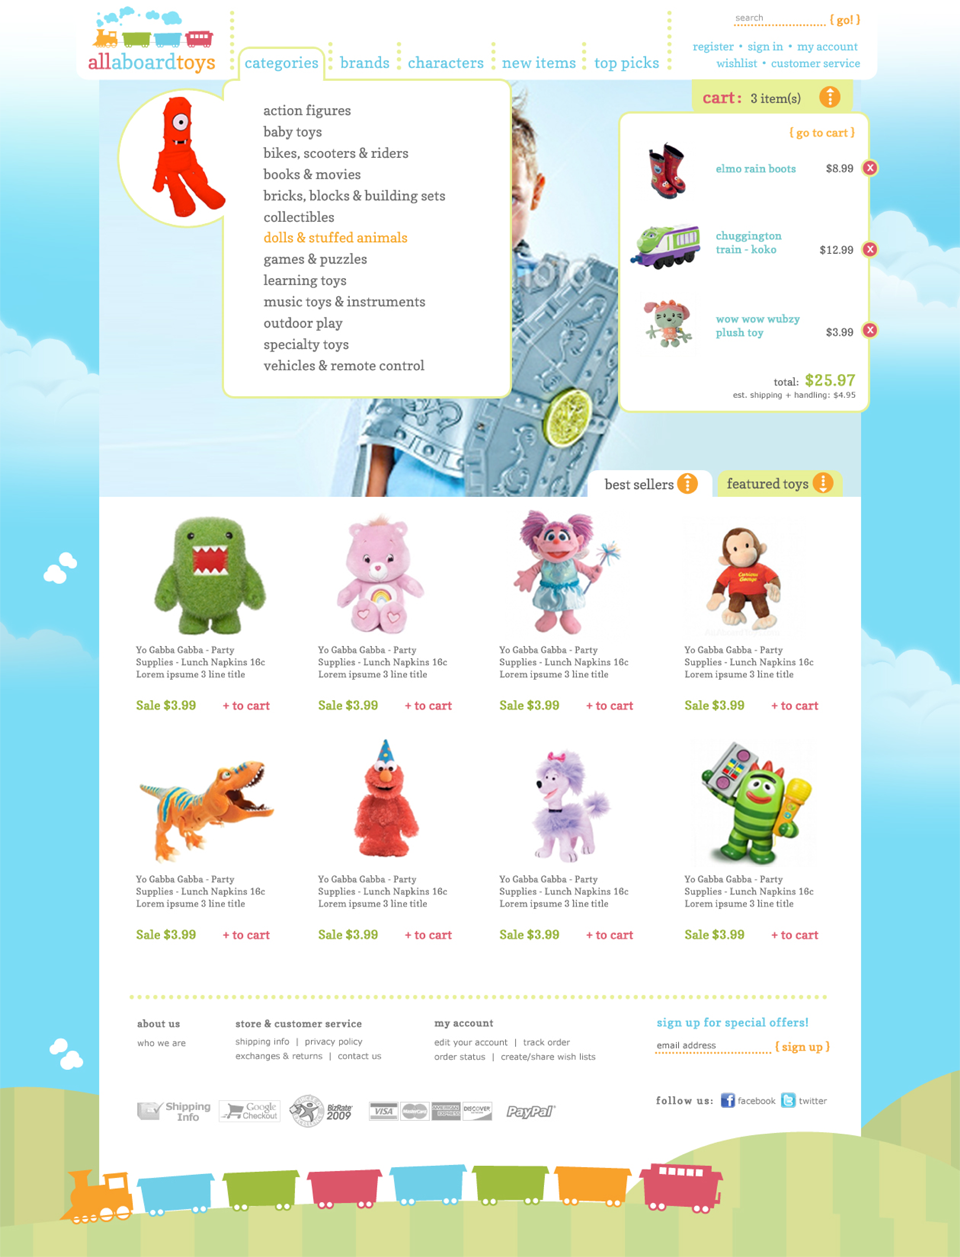 search { go! }
register • sign in • my account
wishlist • customer service
allaboardtoys
categories brands characters new items top picks
action figures
baby toys
bikes, scooters & riders
books & movies
bricks, blocks & building sets
collectibles
dolls & stuffed animals
games & puzzles
learning toys
music toys & instruments
outdoor play
specialty toys
vehicles & remote control
cart: 3 item(s)
{ go to cart }
elmo rain boots $8.99 X
chuggington
train - koko $12.99 X
wow wow wubzy
plush toy $3.99 X
total: $25.97
est. shipping + handling: $4.95
best sellers featured toys
Curious
George
Yo Gabba Gabba - Party
Supplies - Lunch Napkins 16c
Lorem ipsume 3 line title
Sale $3.99 + to cart
Yo Gabba Gabba - Party
Supplies - Lunch Napkins 16c
Lorem ipsume 3 line title
Sale $3.99 + to cart
Yo Gabba Gabba - Party
Supplies - Lunch Napkins 16c
Lorem ipsume 3 line title
Sale $3.99 + to cart
Yo Gabba Gabba - Party
Supplies - Lunch Napkins 16c
Lorem ipsume 3 line title
Sale $3.99 + to cart
Yo Gabba Gabba - Party
Supplies - Lunch Napkins 16c
Lorem ipsume 3 line title
Sale $3.99 + to cart
Yo Gabba Gabba - Party
Supplies - Lunch Napkins 16c
Lorem ipsume 3 line title
Sale $3.99 + to cart
Yo Gabba Gabba - Party
Supplies - Lunch Napkins 16c
Lorem ipsume 3 line title
Sale $3.99 + to cart
Yo Gabba Gabba - Party
Supplies - Lunch Napkins 16c
Lorem ipsume 3 line title
Sale $3.99 + to cart
about us
who we are
store & customer service
shipping info | privacy policy
exchanges & returns | contact us
my account
edit your account | track order
order status | create/share wish lists
sign up for special offers!
email address { sign up }
Shipping
Info
Google
Checkout
BizRate
2009
VISA
MasterCard
AMERICAN
EXPRESS
DISCOVER
PayPal
follow us: facebook twitter